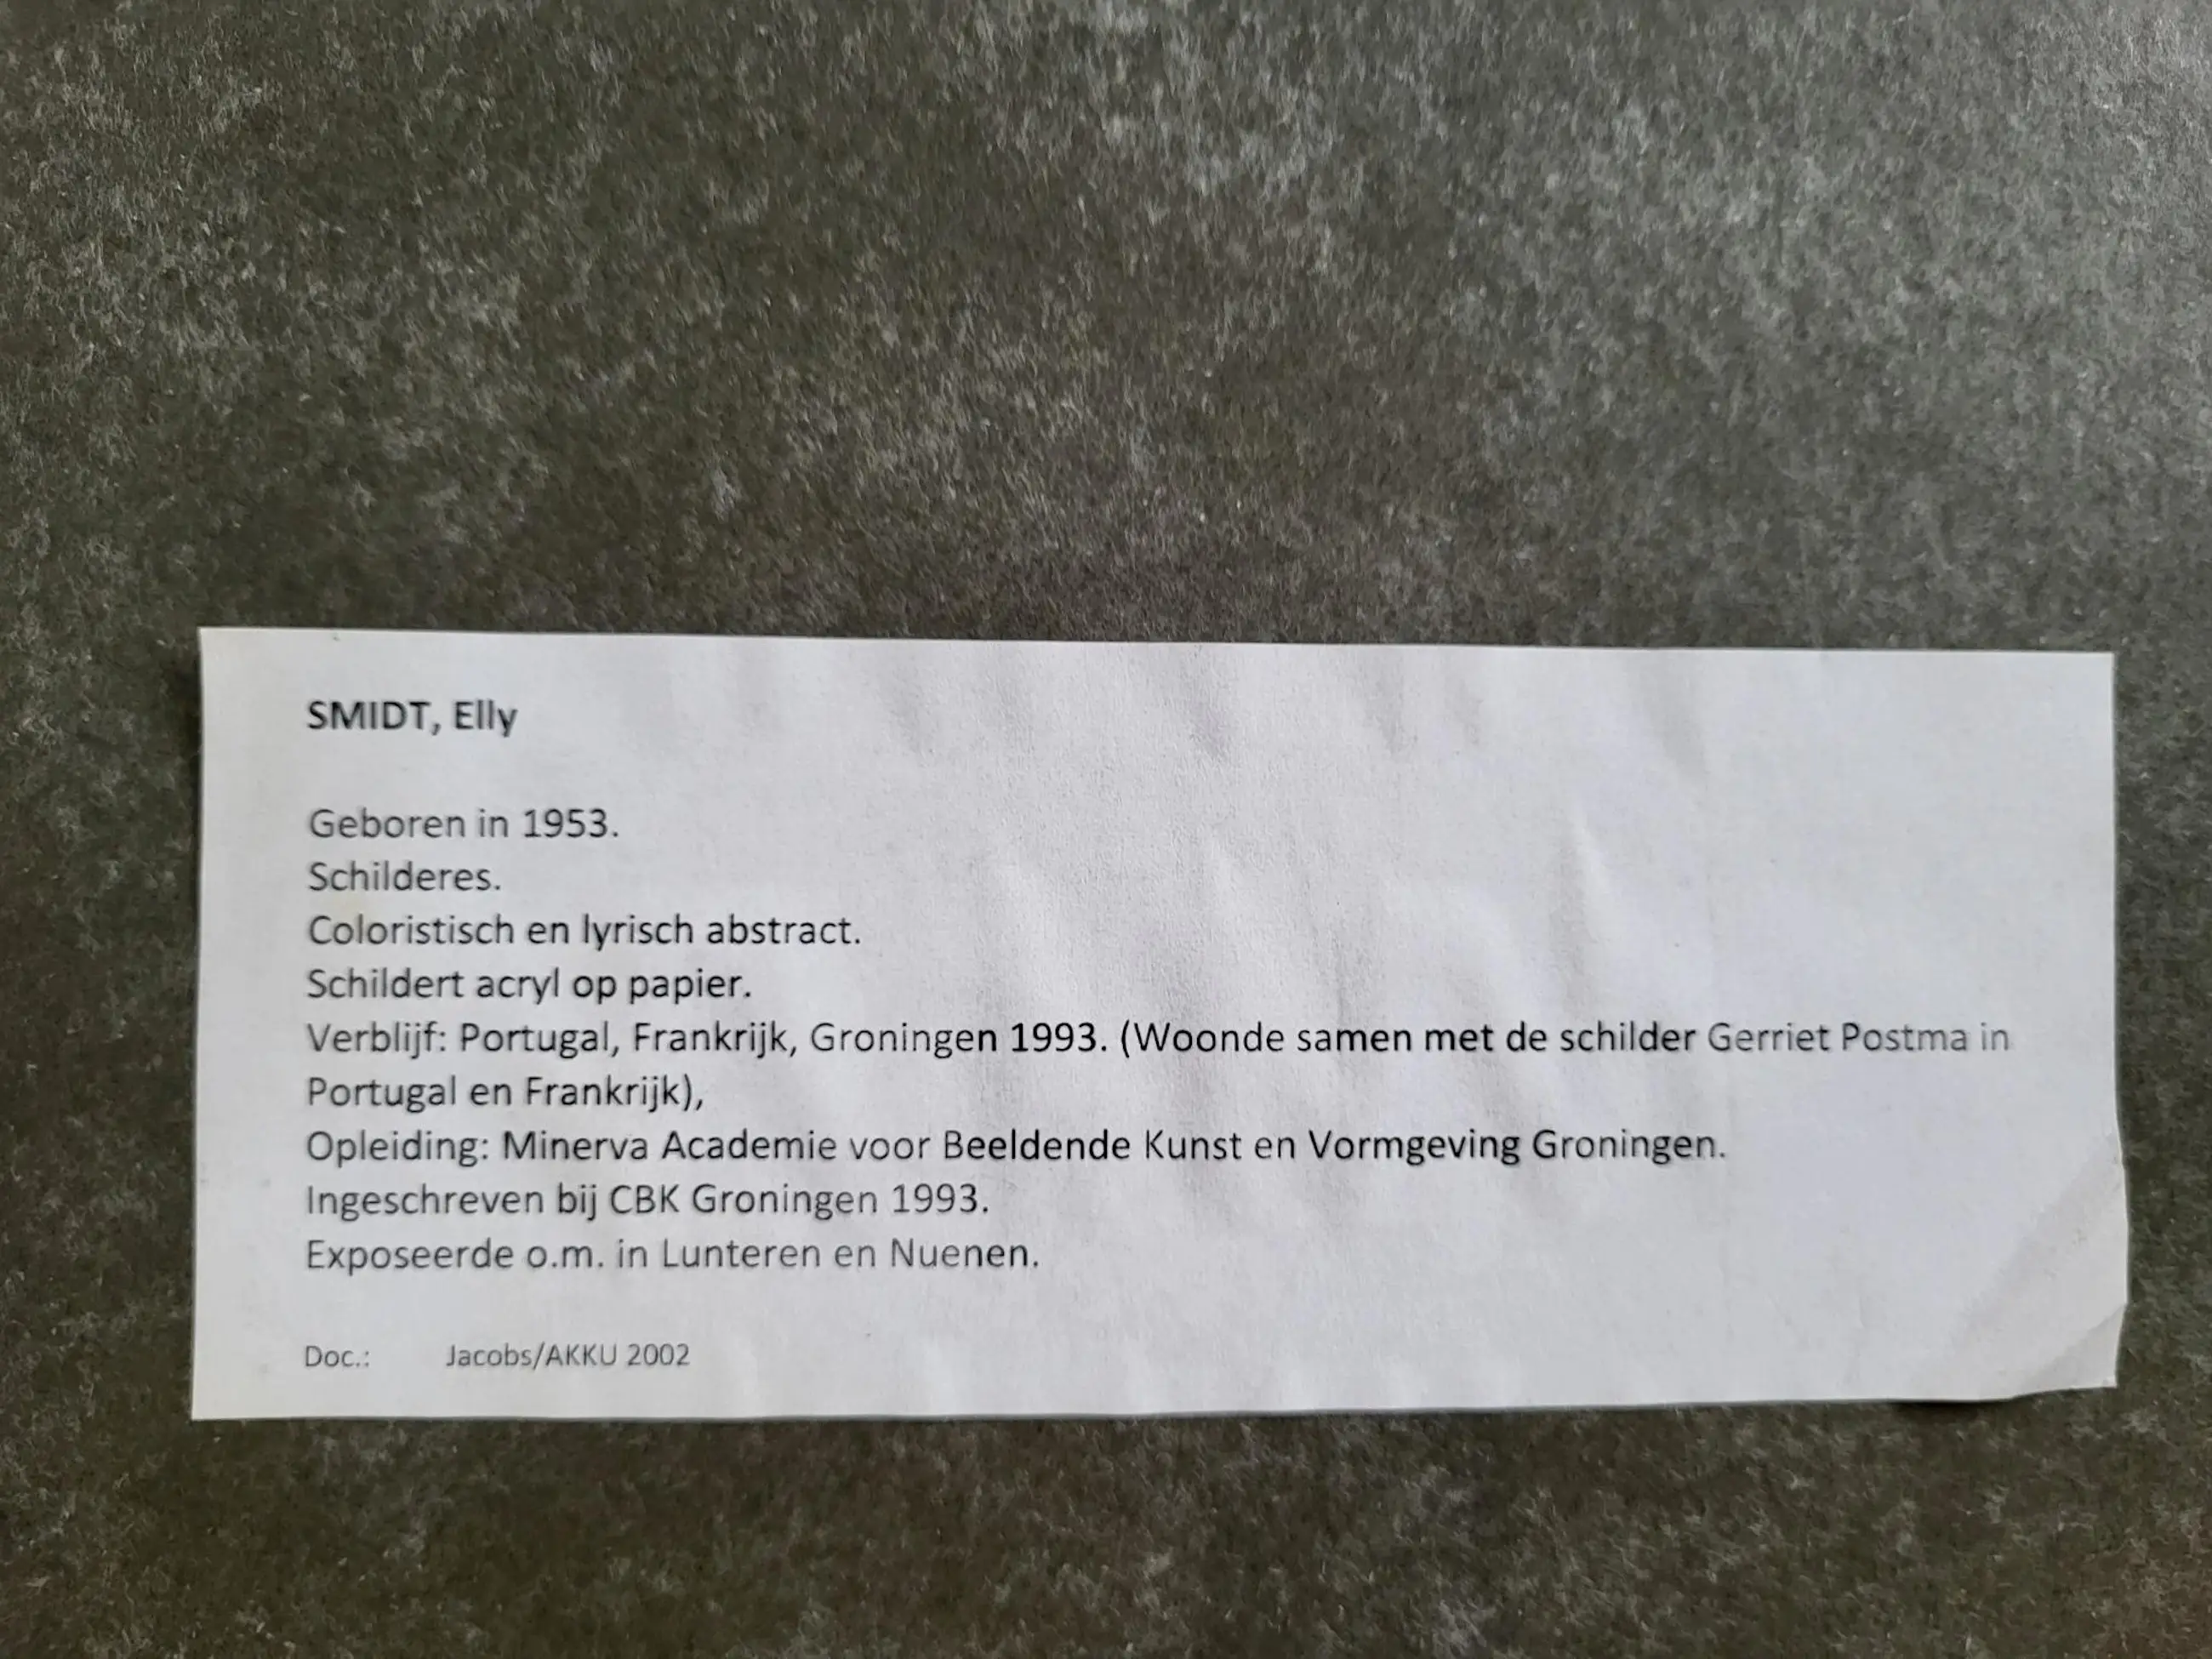 SMIDT, Elly
Geboren in 1953.
Schilderes.
Coloristisch en lyrisch abstract.
Schildert acryl op papier.
Verblijf: Portugal, Frankrijk, Groningen 1993. (Woonde samen met de schilder Gerriet Postma in
Portugal en Frankrijk),
Opleiding: Minerva Academie voor Beeldende Kunst en Vormgeving Groningen.
Ingeschreven bij CBK Groningen 1993.
Exposeerde o.m. in Lunteren en Nuenen.
Doc.: Jacobs/AKKU 2002